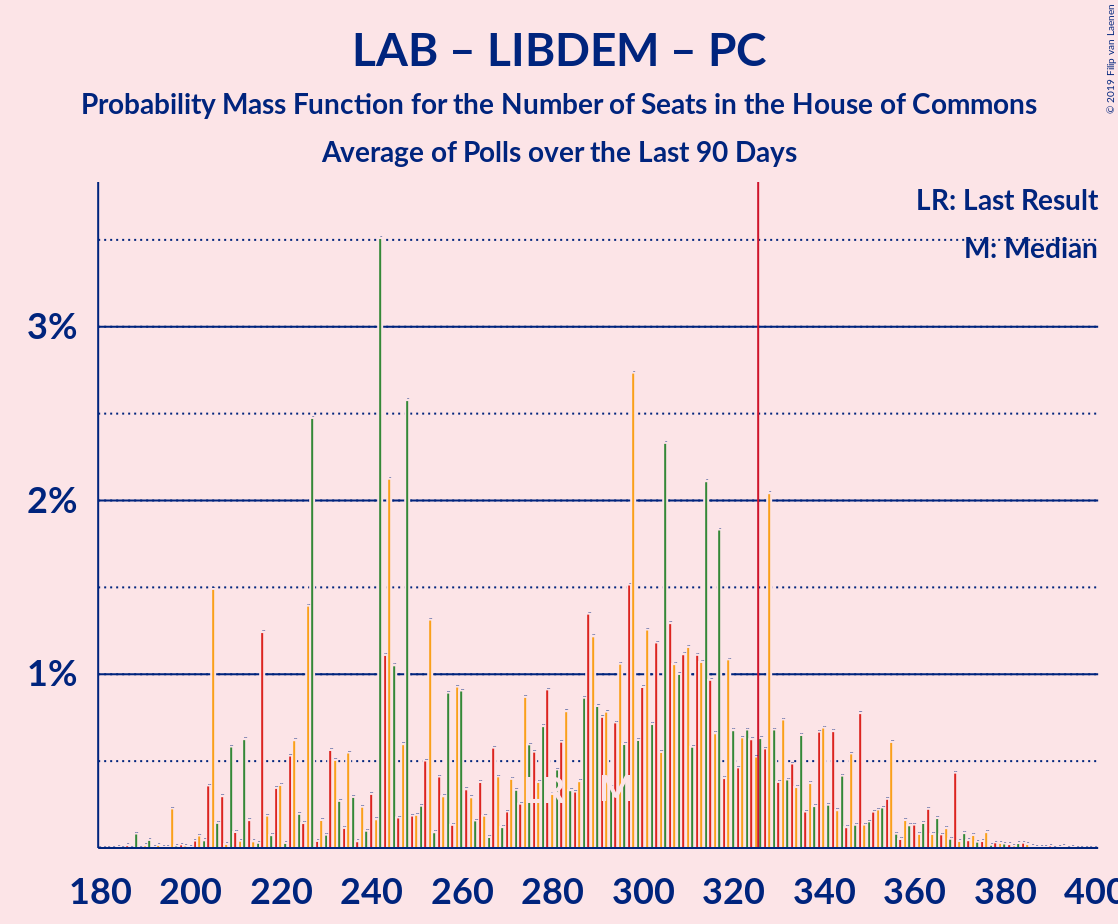 LAB – LIBDEM – PC
Probability Mass Function for the Number of Seats in the House of Commons
Average of Polls over the Last 90 Days
© 2019 Filip van Laenen
LR: Last Result
M: Median
3%
2%
1%
LR
M
180 200 220 240 260 280 300 320 340 360 380 400